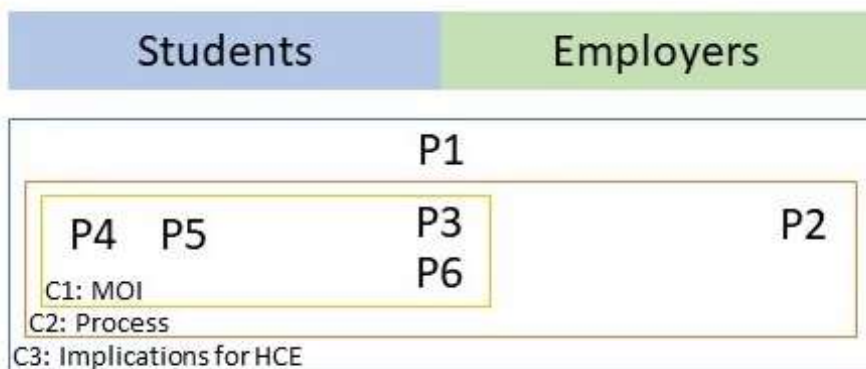 Students Employers
P1
P4 P5 P3 P2
P6
C1: MOI
C2: Process
C3: Implications for HCE